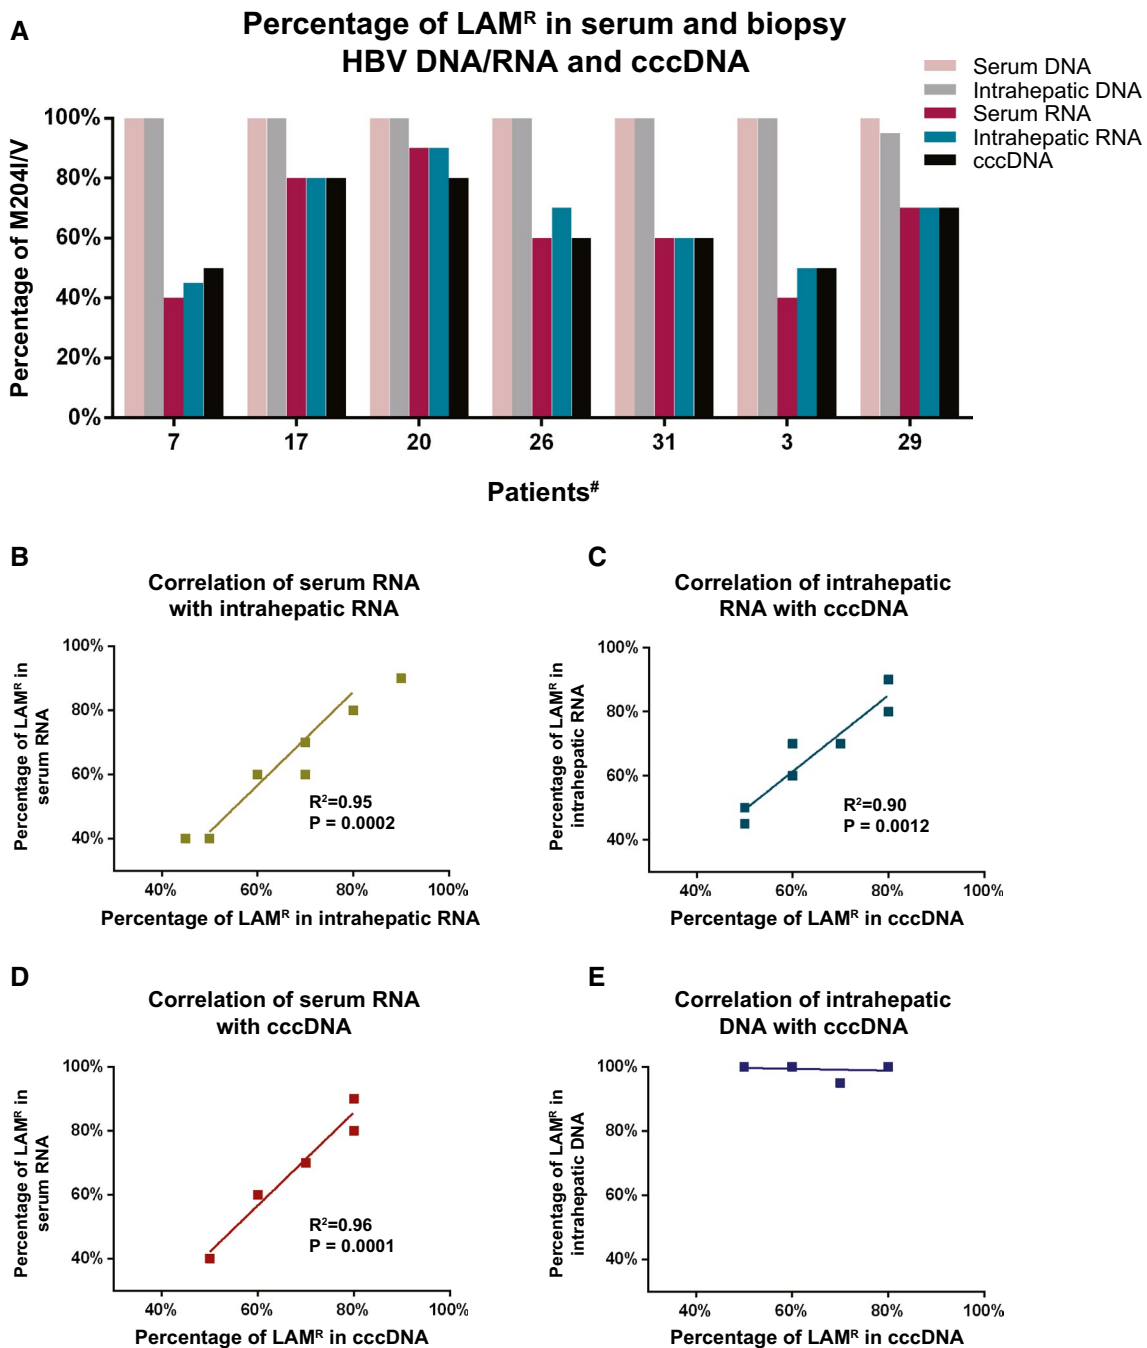 A
Percentage of LAMR in serum and biopsy
HBV DNA/RNA and cccDNA
Serum DNA
Intrahepatic DNA
Serum RNA
Intrahepatic RNA
cccDNA
Percentage of M204I/V
100%
80%
60%
40%
20%
0%
7 17 20 26 31 3 29
Patients#
B
Correlation of serum RNA
with intrahepatic RNA
Percentage of LAMR in
serum RNA
100%
80%
60%
40%
R2=0.95
P = 0.0002
40% 60% 80% 100%
Percentage of LAMR in intrahepatic RNA
C
Correlation of intrahepatic
RNA with cccDNA
Percentage of LAMR in
intrahepatic RNA
100%
80%
60%
40%
R2=0.90
P = 0.0012
40% 60% 80% 100%
Percentage of LAMR in cccDNA
D
Correlation of serum RNA
with cccDNA
Percentage of LAMR in
serum RNA
100%
80%
60%
40%
R2=0.96
P = 0.0001
40% 60% 80% 100%
Percentage of LAMR in cccDNA
E
Correlation of intrahepatic
DNA with cccDNA
Percentage of LAMR in
intrahepatic DNA
100%
80%
60%
40%
40% 60% 80% 100%
Percentage of LAMR in cccDNA